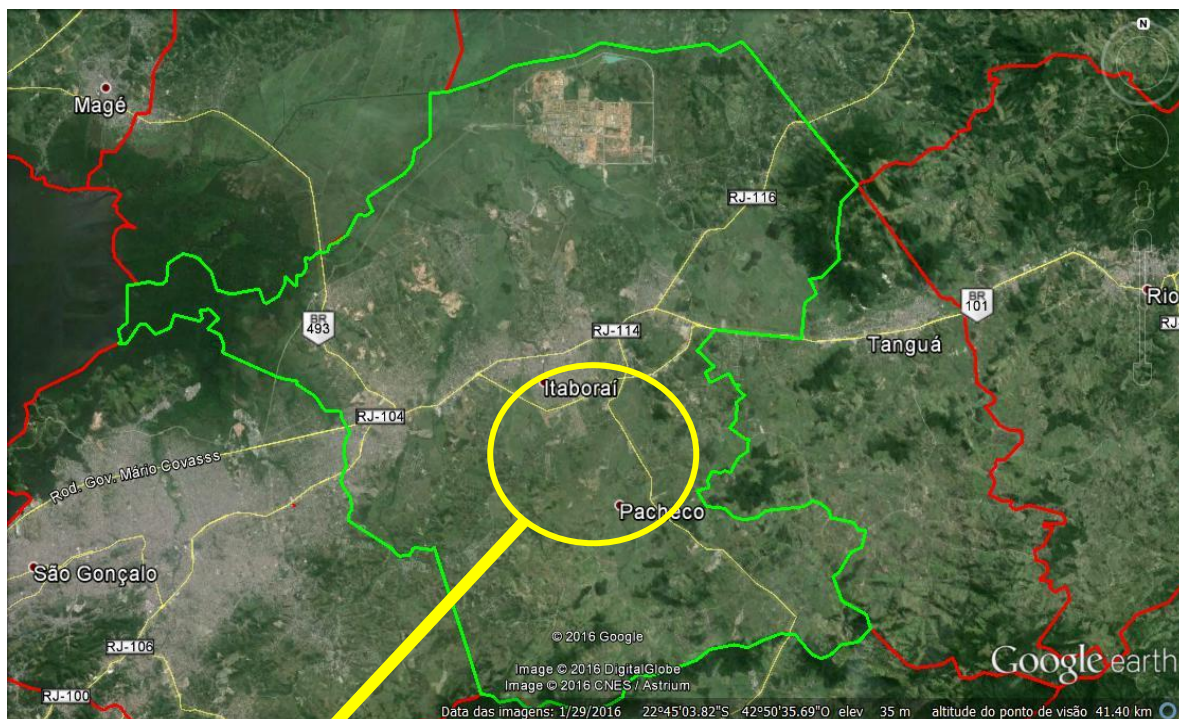 N
Magé
RJ-116
BR
493
BR
101
Rio
RJ-114
Tanguá
Itaboraí
RJ-104
Rod. Gov. Mário Covasss
Pacheco
São Gonçalo
© 2016 Google
RJ-106
Google earth
Image © 2016 DigitalGlobe
Image © 2016 CNES / Astrium
RJ-100
Data das imagens: 1/29/2016 22°45'03.82"S 42°50'35.69"O elev 35 m altitude do ponto de visão 41.40 km